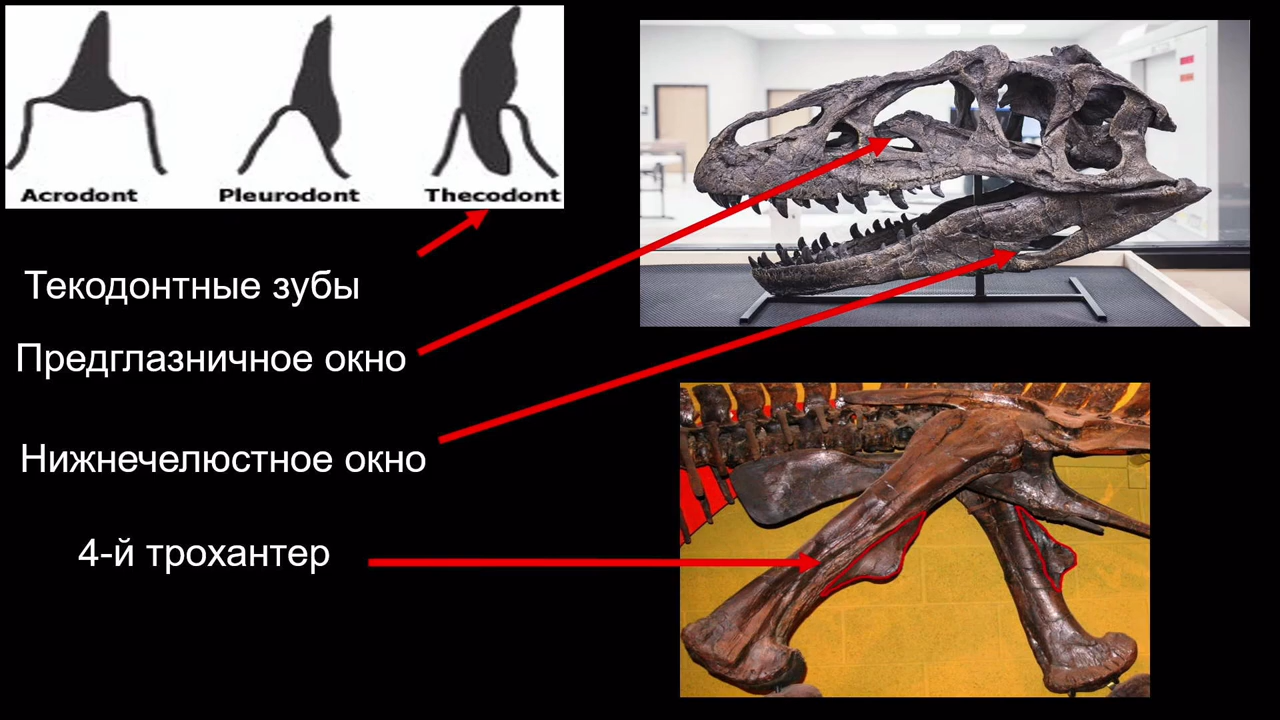 Acrodont
Pleurodont
Thecodont
Текодонтные зубы
Предглазничное окно
Нижнечелюстное окно
4-й трохантер